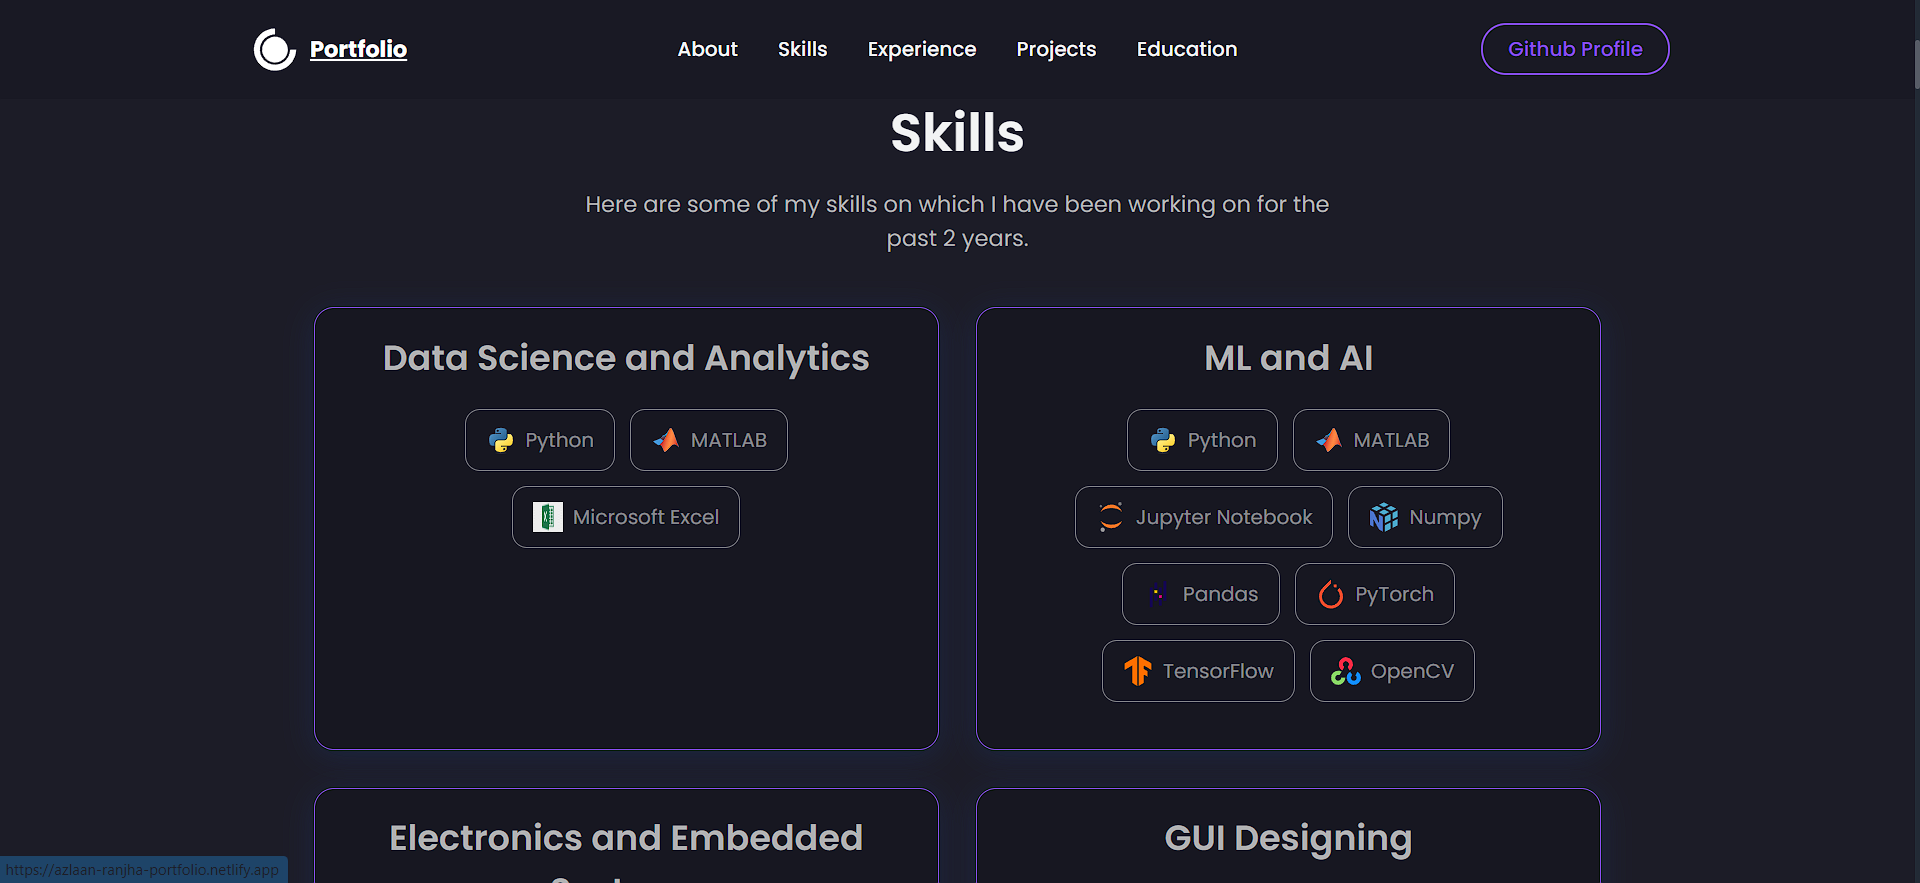 Portfolio
About
Skills
Experience
Projects
Education
Github Profile
Skills
Here are some of my skills on which I have been working on for the
past 2 years.
Data Science and Analytics
Python
MATLAB
Microsoft Excel
ML and AI
Python
MATLAB
Jupyter Notebook
Numpy
Pandas
PyTorch
TensorFlow
OpenCV
Electronics and Embedded
GUI Designing
https://azlaan-ranjha-portfolio.netlify.app